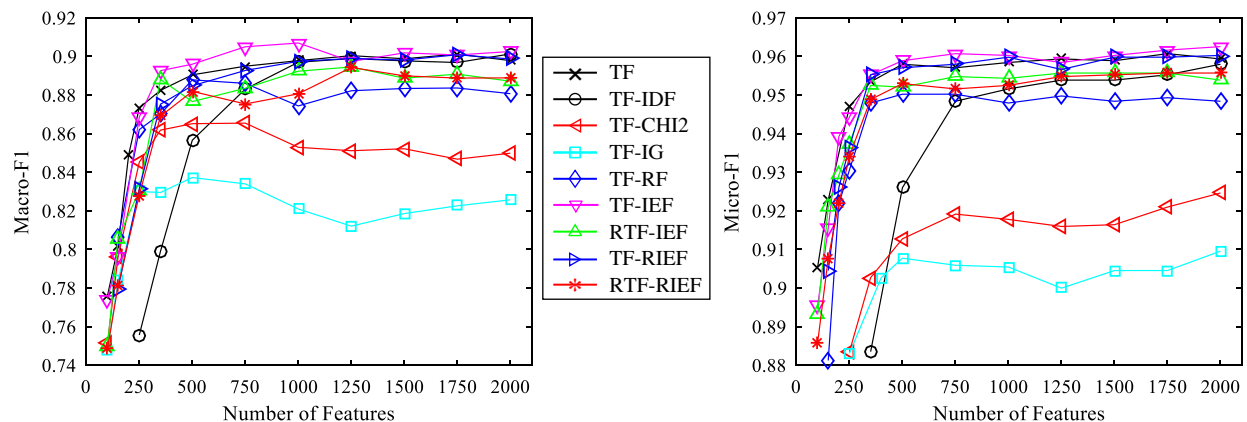 0.92
0.9
0.88
0.86
0.84
0.82
0.8
0.78
0.76
0.74
Macro-F1
0 250 500 750 1000 1250 1500 1750 2000
Number of Features
TF
TF-IDF
TF-CHI2
TF-IG
TF-RF
TF-IEF
RTF-IEF
TF-RIEF
RTF-RIEF
0.97
0.96
0.95
0.94
0.93
0.92
0.91
0.9
0.89
0.88
Micro-F1
0 250 500 750 1000 1250 1500 1750 2000
Number of Features